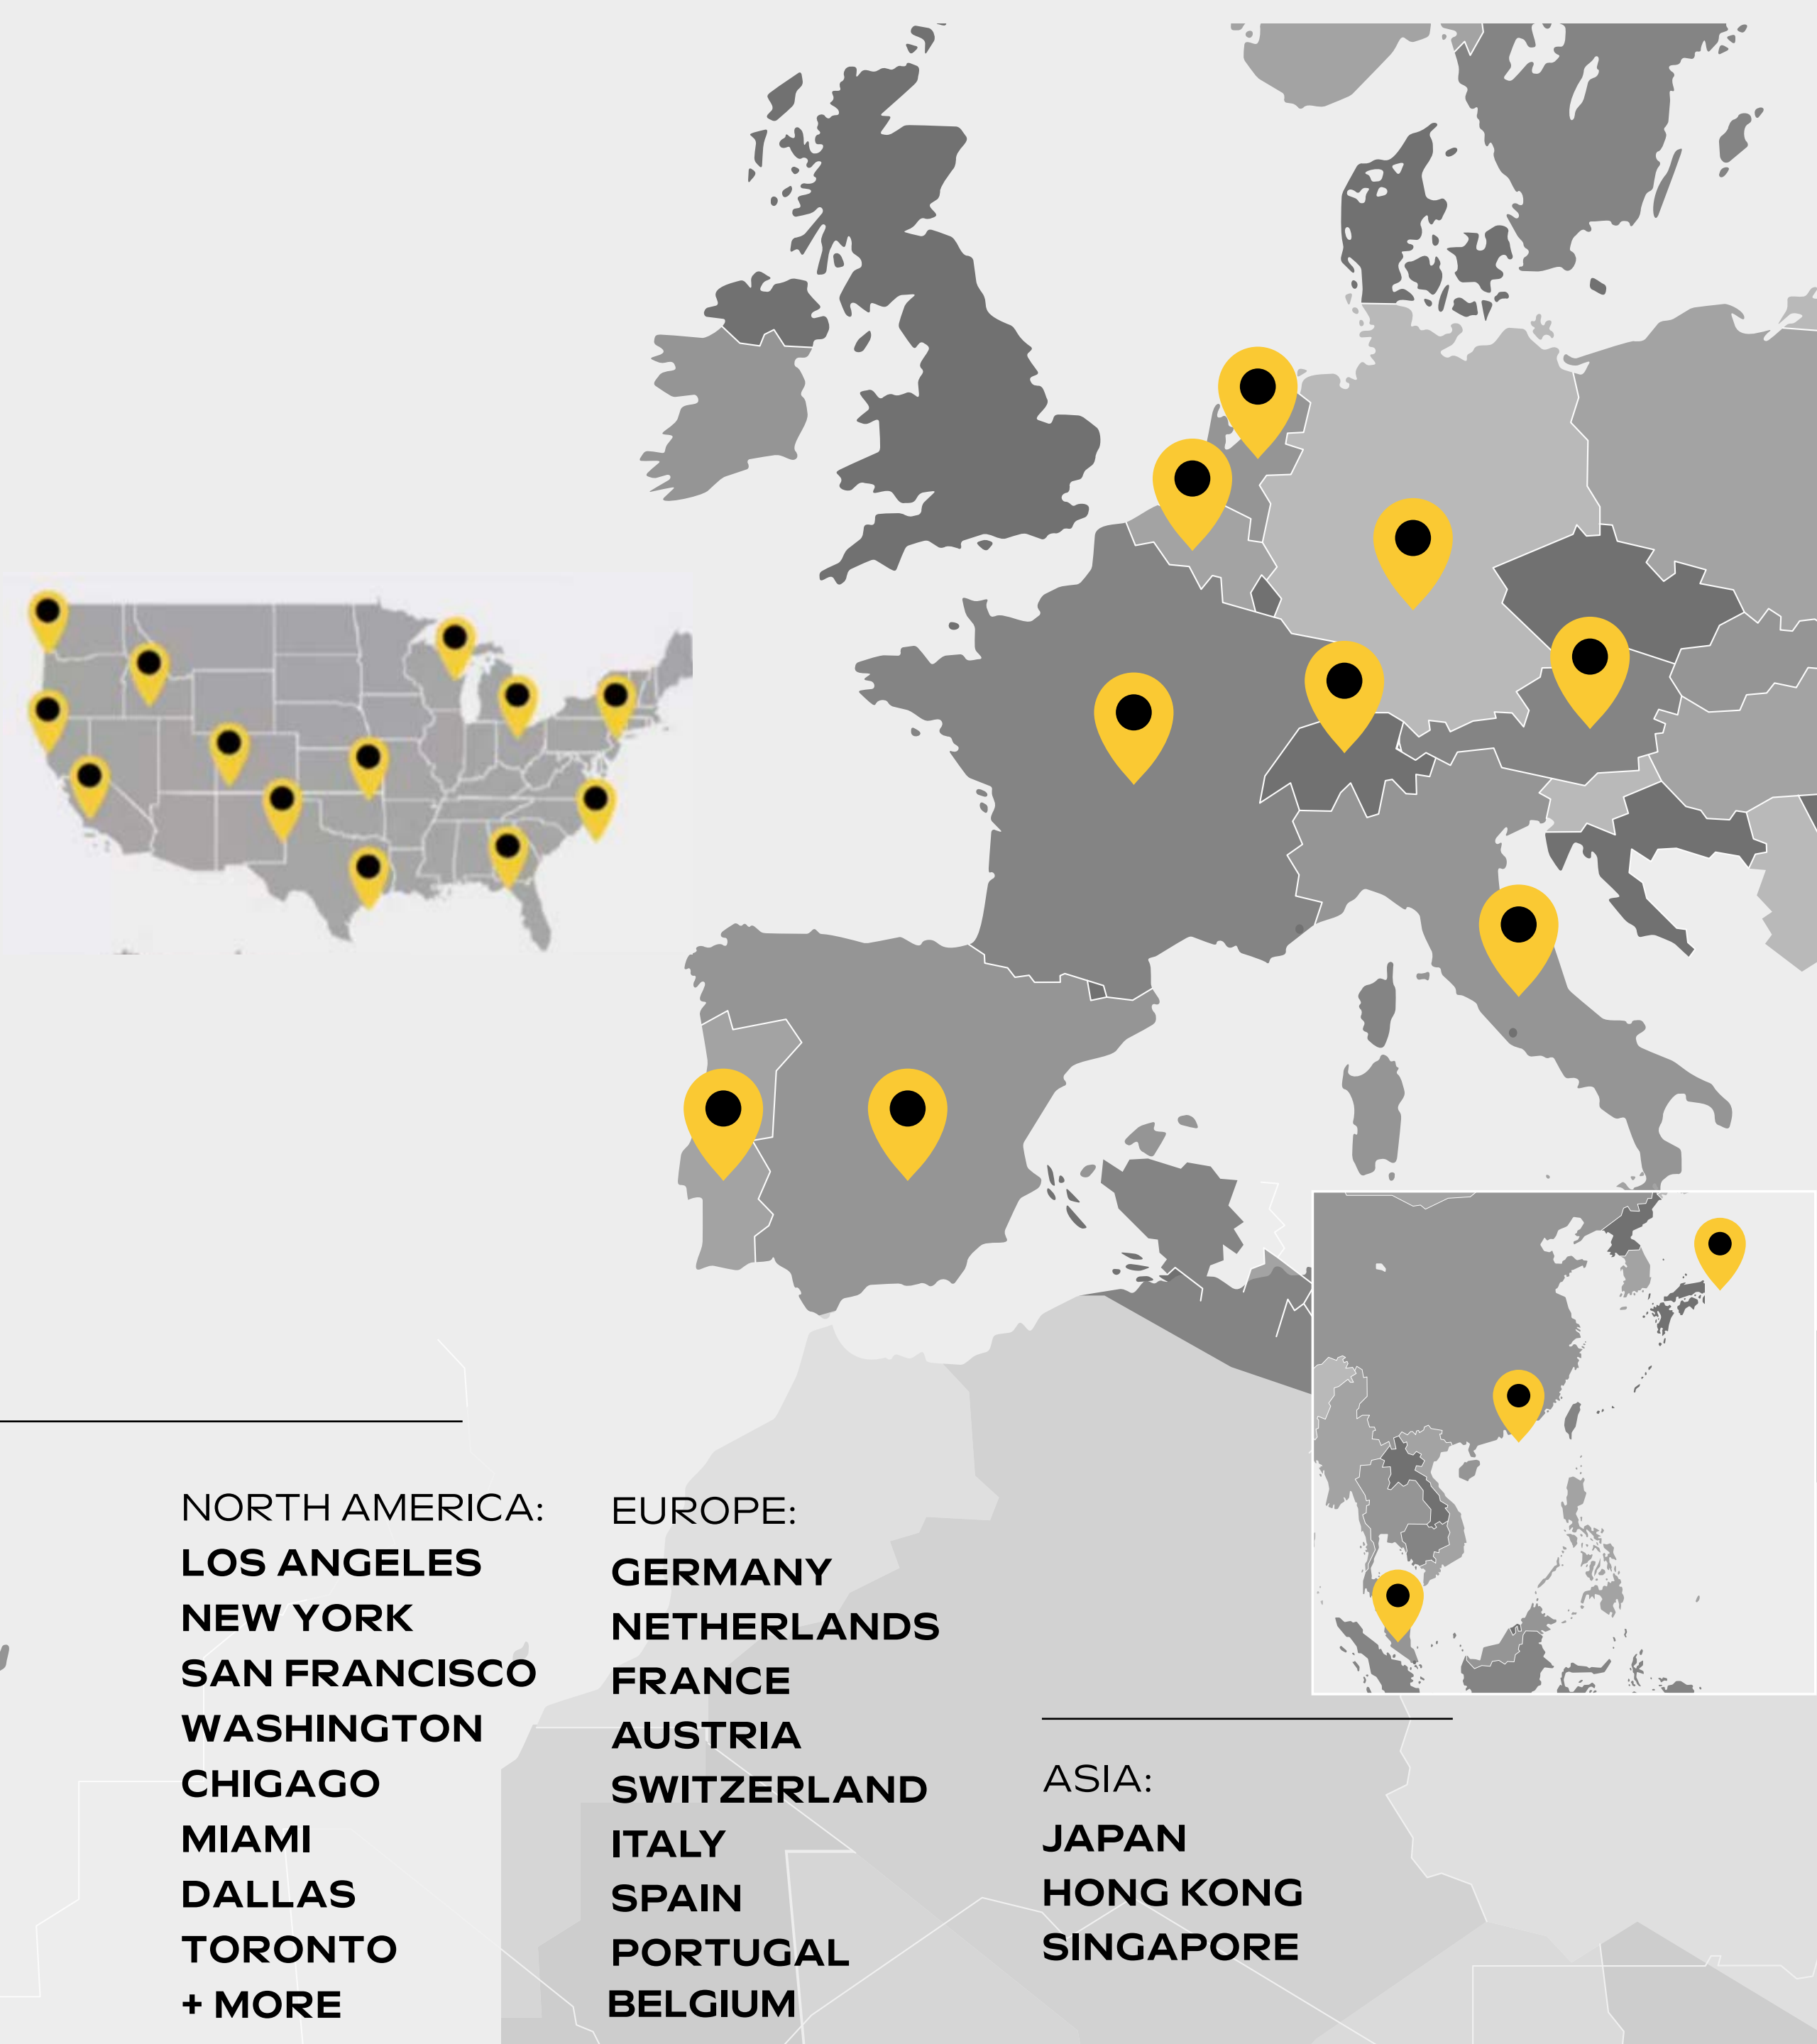 NORTH AMERICA:
LOS ANGELES
NEW YORK
SAN FRANCISCO
WASHINGTON
CHIGAGO
MIAMI
DALLAS
TORONTO
+ MORE
EUROPE:
GERMANY
NETHERLANDS
FRANCE
AUSTRIA
SWITZERLAND
ITALY
SPAIN
PORTUGAL
BELGIUM
ASIA:
JAPAN
HONG KONG
SINGAPORE